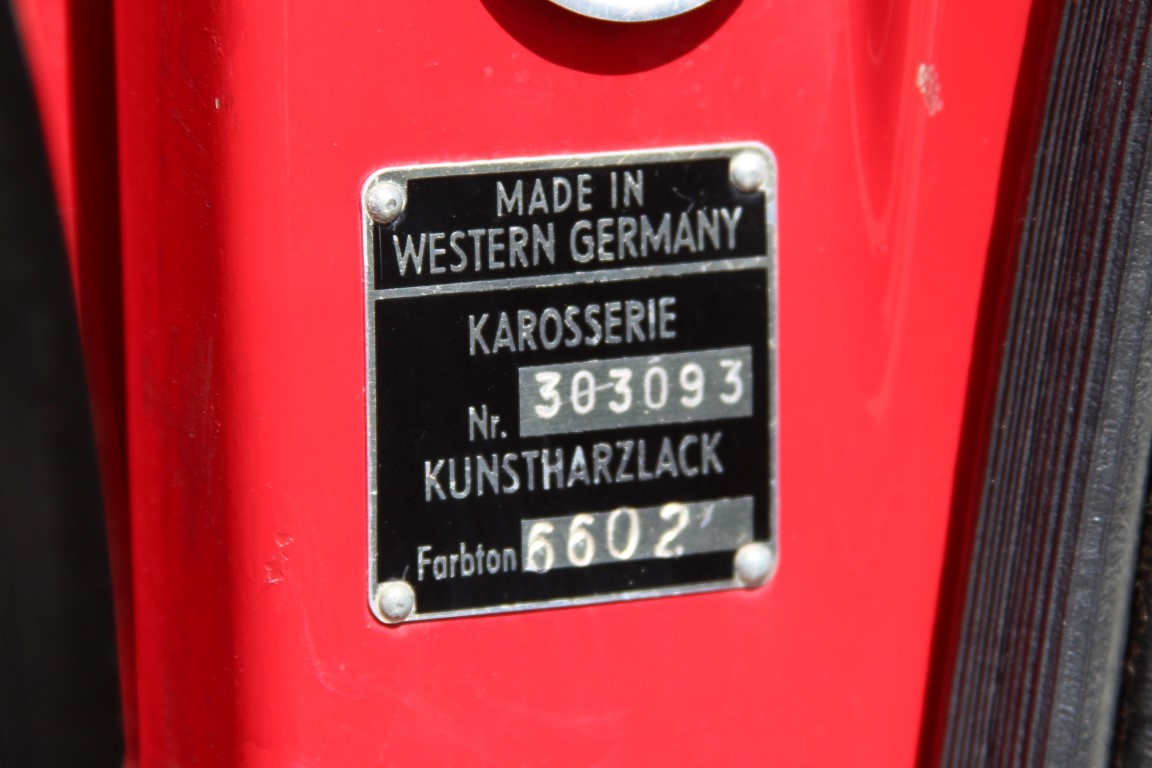 MADE IN
WESTERN GERMANY
KAROSSERIE
Nr. 303093
KUNSTHARZLACK
Farbton 6602